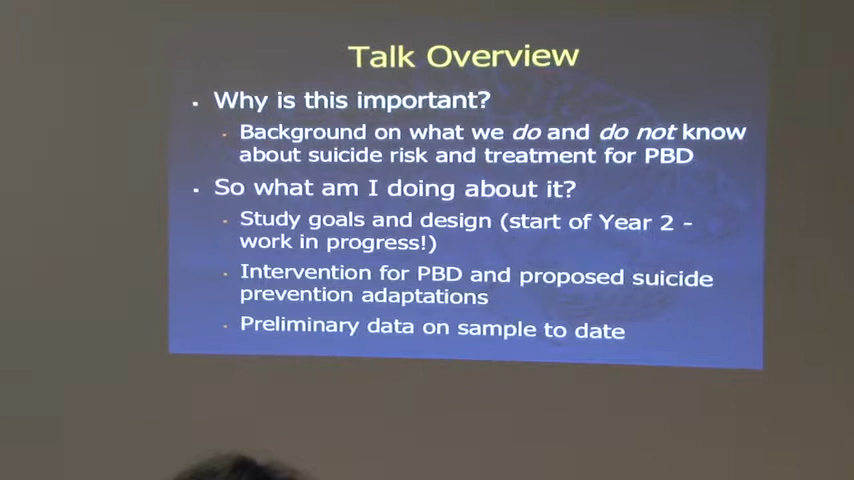 Talk Overview
▪ Why is this important?
▪ Background on what we do and do not know
about suicide risk and treatment for PBD
▪ So what am I doing about it?
▪ Study goals and design (start of Year 2 -
work in progress!)
▪ Intervention for PBD and proposed suicide
prevention adaptations
▪ Preliminary data on sample to date